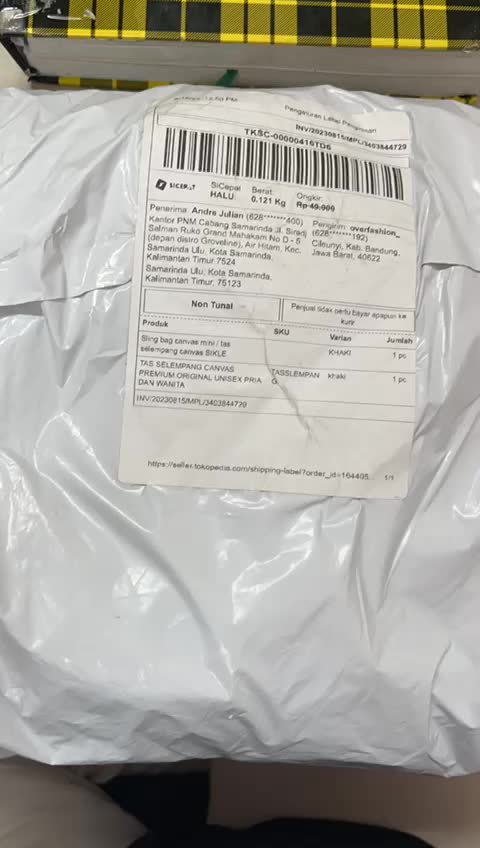 Pengaturan Label Pengiriman
INV/20230815/MPL/3403844729
TKSC-00000416TD6
SICEPAT
SiCepat
HALU
Berat:
0.121 Kg
Ongkir:
Rp 49.900
Penerima: Andre Julian (628*******400)
Kantor PNM Cabang Samarinda Jl. Siradj
Salman Ruko Grand Mahakam No D - 5
(depan distro Groveline), Air Hitam, Kec.
Samarinda Ulu, Kota Samarinda,
Kalimantan Timur 7524
Samarinda Ulu, Kota Samarinda,
Kalimantan Timur, 75123
Pengirim: overfashion_
(628*******192)
Cileunyi, Kab. Bandung,
Jawa Barat, 40622
Non Tunai
Penjual tidak perlu bayar apapun ke
kurir
Produk SKU Varian Jumlah
Sling bag canvas mini / tas
selempang canvas SIKLE
KHAKI 1 pc
TAS SELEMPANG CANVAS
PREMIUM ORIGINAL UNISEX PRIA
DAN WANITA
TASSLEMPAN
G
khaki 1 pc
INV/20230815/MPL/3403844729
https://seller.tokopedia.com/shipping-label?order_id=164405... 1/1